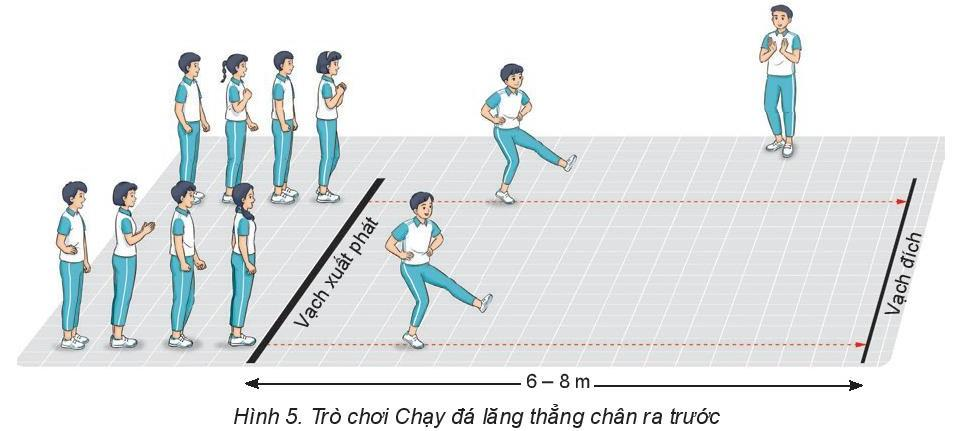 Vạch xuất phát
Vạch đích
6 – 8 m
Hình 5. Trò chơi Chạy đá lăng thẳng chân ra trước